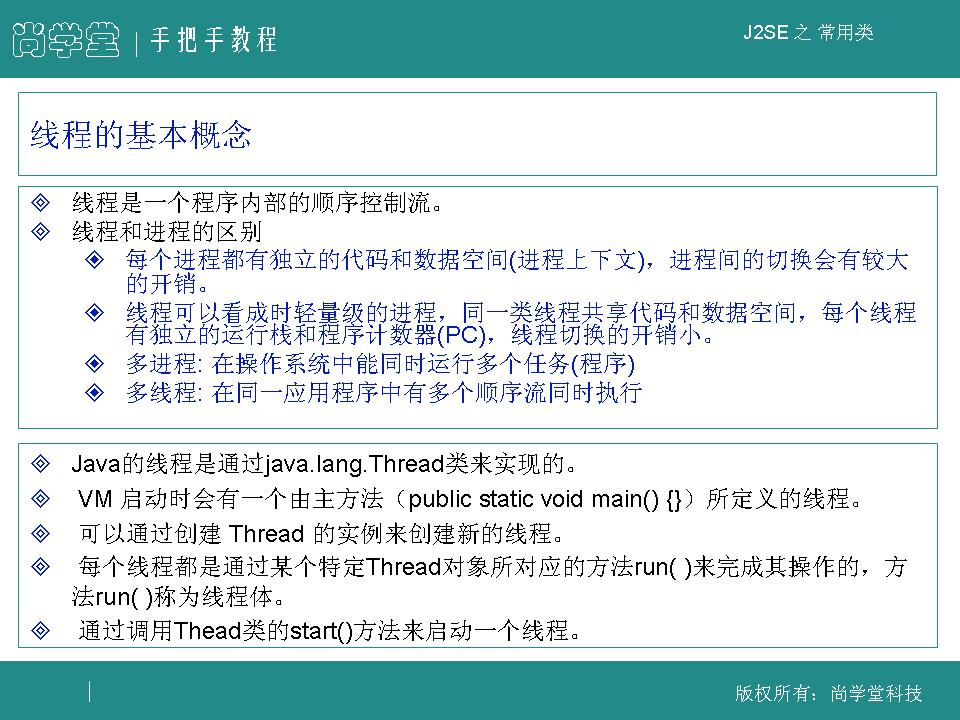 尚学堂 | 手把手教程
J2SE 之 常用类
线程的基本概念
线程是一个程序内部的顺序控制流。
线程和进程的区别
每个进程都有独立的代码和数据空间(进程上下文)，进程间的切换会有较大
的开销。
线程可以看成时轻量级的进程，同一类线程共享代码和数据空间，每个线程
有独立的运行栈和程序计数器(PC)，线程切换的开销小。
多进程: 在操作系统中能同时运行多个任务(程序)
多线程: 在同一应用程序中有多个顺序流同时执行
Java的线程是通过java.lang.Thread类来实现的。
VM 启动时会有一个由主方法（public static void main() {}）所定义的线程。
可以通过创建 Thread 的实例来创建新的线程。
每个线程都是通过某个特定Thread对象所对应的方法run( )来完成其操作的，方
法run( )称为线程体。
通过调用Thead类的start()方法来启动一个线程。
版权所有：尚学堂科技